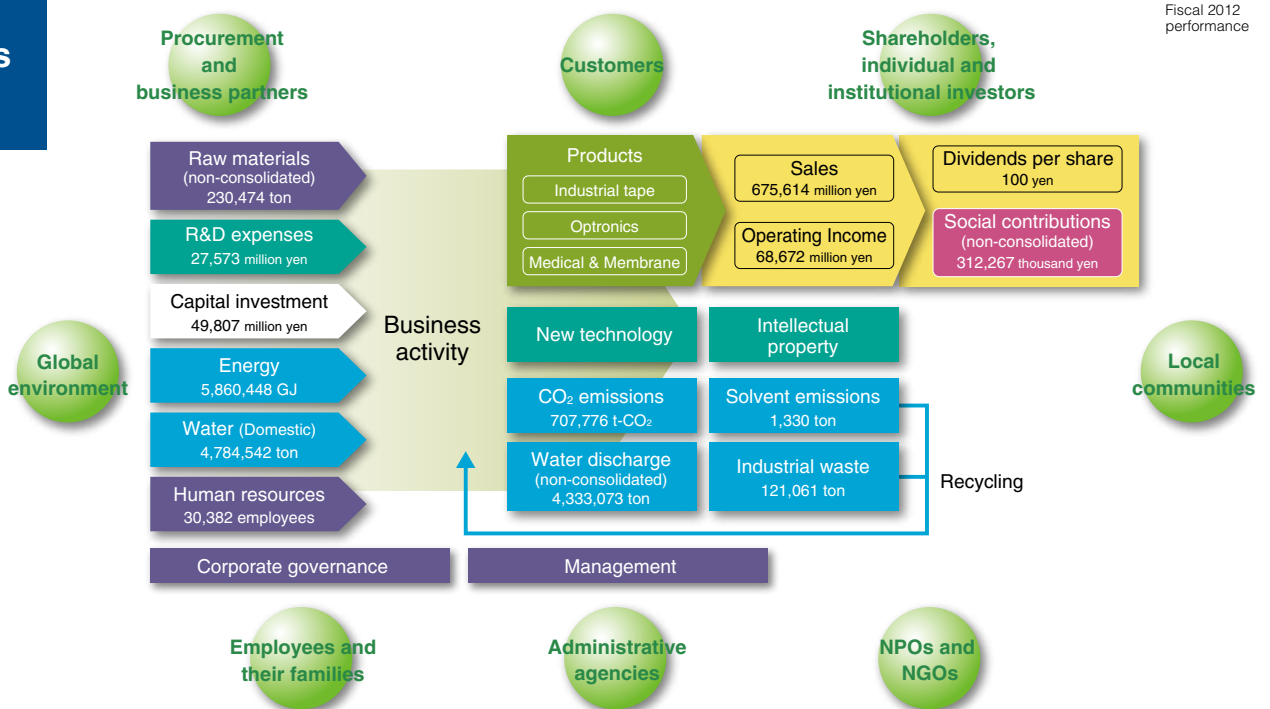 s
Fiscal 2012
performance
Procurement
and
business partners
Customers
Shareholders,
individual and
institutional investors
Raw materials
(non-consolidated)
230,474 ton
R&D expenses
27,573 million yen
Capital investment
49,807 million yen
Energy
5,860,448 GJ
Water (Domestic)
4,784,542 ton
Human resources
30,382 employees
Business
activity
Products
Industrial tape
Optronics
Medical & Membrane
Sales
675,614 million yen
Operating Income
68,672 million yen
Dividends per share
100 yen
Social contributions
(non-consolidated)
312,267 thousand yen
New technology
Intellectual
property
CO₂ emissions
707,776 t-CO₂
Solvent emissions
1,330 ton
Water discharge
(non-consolidated)
4,333,073 ton
Industrial waste
121,061 ton
Recycling
Global
environment
Local
communities
Corporate governance
Management
Employees and
their families
Administrative
agencies
NPOs and
NGOs